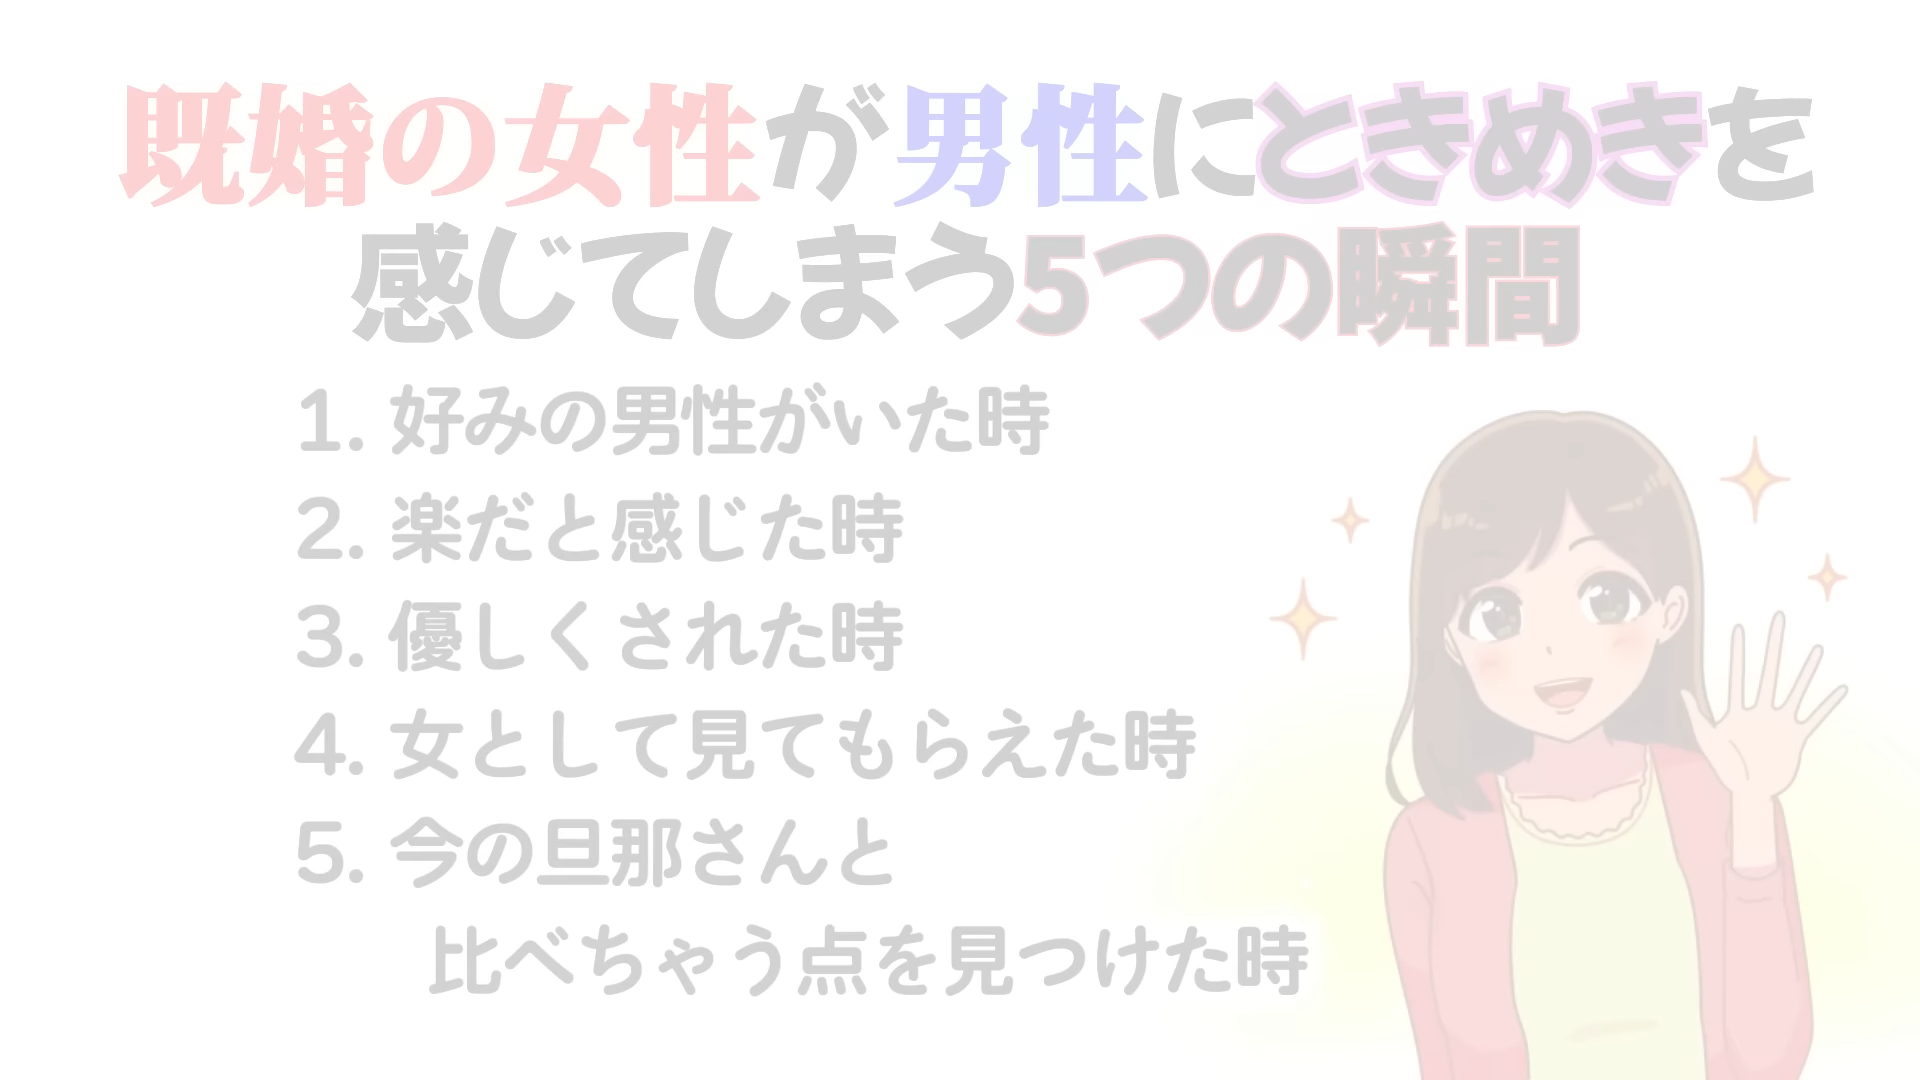 既婚の女性が男性にときめきを
感じてしまう5つの瞬間
1. 好みの男性がいた時
2. 楽だと感じた時
3. 優しくされた時
4. 女として見てもらえた時
5. 今の旦那さんと
比べちゃう点を見つけた時